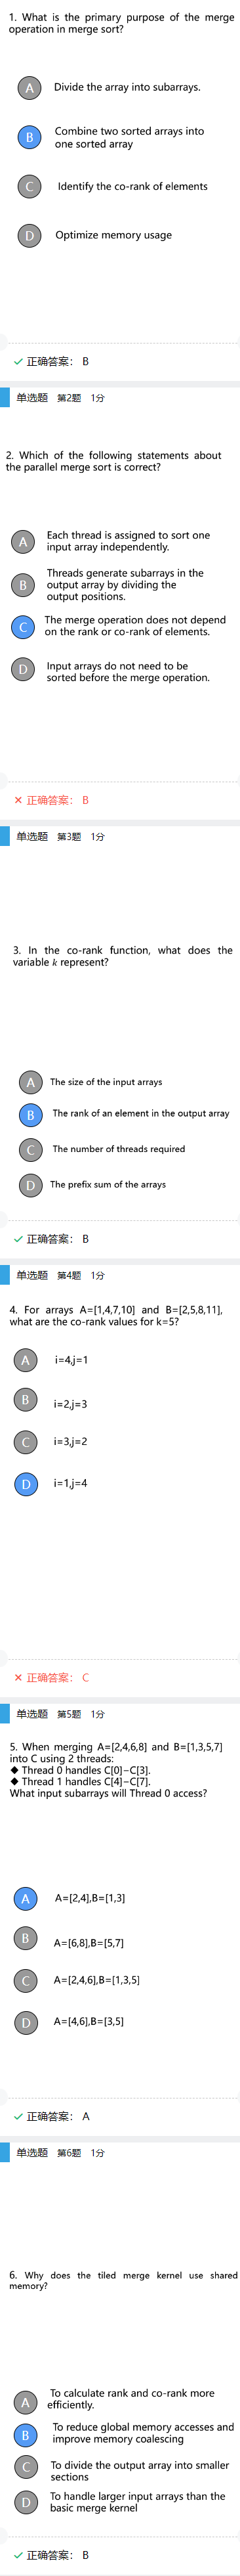 1. What is the primary purpose of the merge
operation in merge sort?
A Divide the array into subarrays.
B Combine two sorted arrays into
one sorted array
C Identify the co-rank of elements
D Optimize memory usage
正确答案： B
单选题 第2题 1分
2. Which of the following statements about
the parallel merge sort is correct?
A Each thread is assigned to sort one
input array independently.
B Threads generate subarrays in the
output array by dividing the
output positions.
C The merge operation does not depend
on the rank or co-rank of elements.
D Input arrays do not need to be
sorted before the merge operation.
正确答案： B
单选题 第3题 1分
3. In the co-rank function, what does the
variable k represent?
A The size of the input arrays
B The rank of an element in the output array
C The number of threads required
D The prefix sum of the arrays
正确答案： B
单选题 第4题 1分
4. For arrays A=[1,4,7,10] and B=[2,5,8,11],
what are the co-rank values for k=5?
A i=4,j=1
B i=2,j=3
C i=3,j=2
D i=1,j=4
正确答案： C
单选题 第5题 1分
5. When merging A=[2,4,6,8] and B=[1,3,5,7]
into C using 2 threads:
◆ Thread 0 handles C[0]−C[3].
◆ Thread 1 handles C[4]−C[7].
What input subarrays will Thread 0 access?
A A=[2,4],B=[1,3]
B A=[6,8],B=[5,7]
C A=[2,4,6],B=[1,3,5]
D A=[4,6],B=[3,5]
正确答案： A
单选题 第6题 1分
6. Why does the tiled merge kernel use shared
memory?
A To calculate rank and co-rank more
efficiently.
B To reduce global memory accesses and
improve memory coalescing
C To divide the output array into smaller
sections
D To handle larger input arrays than the
basic merge kernel
正确答案： B